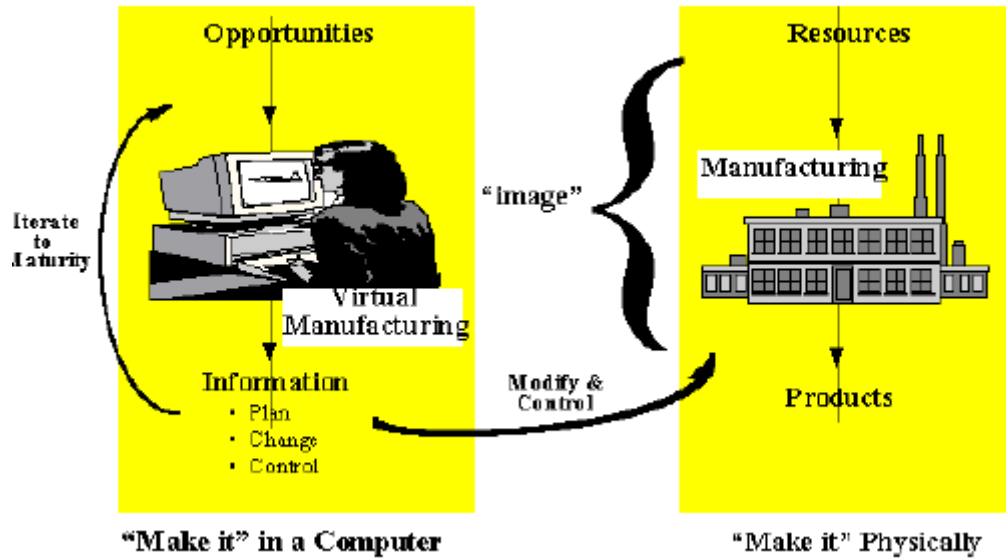 Opportunities
Iterate
to
Maturity
Virtual
Manufacturing
Information
• Plan
• Change
• Control
"Make it" in a Computer
"image"
Modify &
Control
Resources
Manufacturing
Products
"Make it" Physically